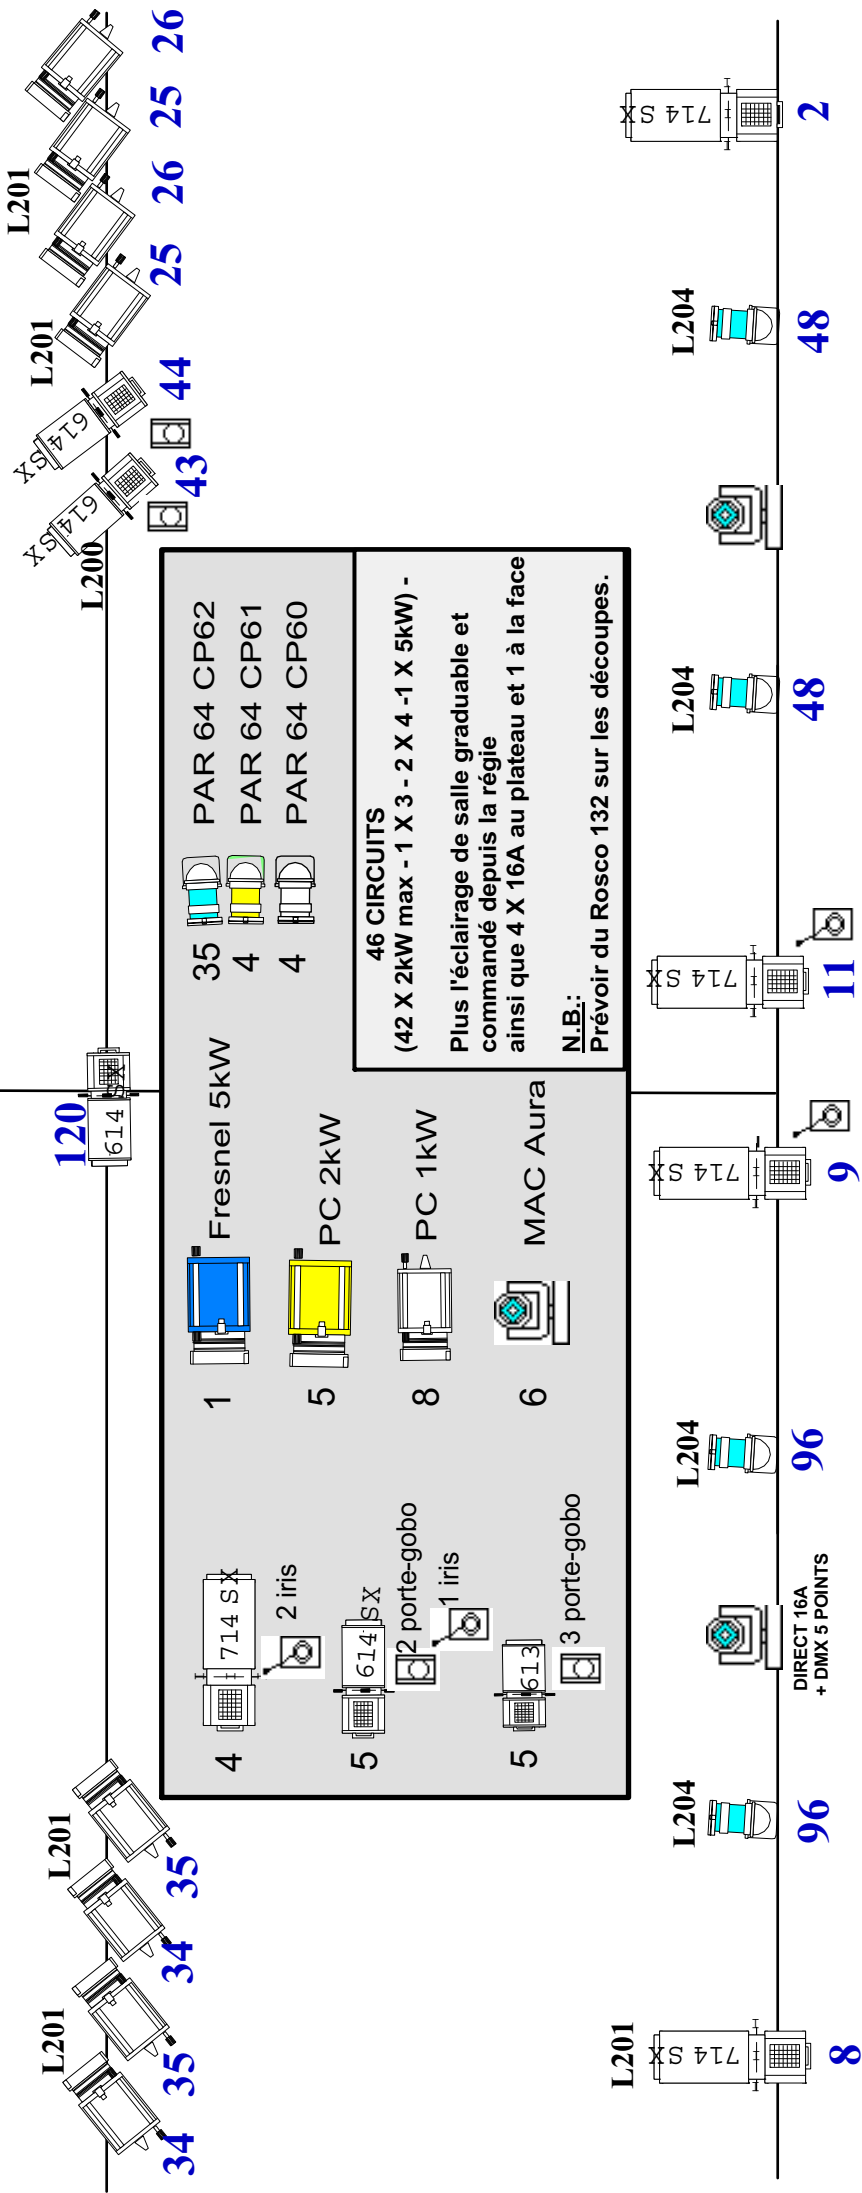 L201
L201
L201
L201
34
35
34
35
120
614 SX
L200
614 SX
614 SX
43
44
25
26
25
26
4
714 SX
2 iris
5
614 SX
2 porte-gobo
1 iris
5
613
3 porte-gobo
1 Fresnel 5kW
5 PC 2kW
8 PC 1kW
6 MAC Aura
35 PAR 64 CP62
4 PAR 64 CP61
4 PAR 64 CP60
46 CIRCUITS
(42 X 2kW max - 1 X 3 - 2 X 4 -1 X 5kW) -
Plus l'éclairage de salle graduable et
commandé depuis la régie
ainsi que 4 X 16A au plateau et 1 à la face
N.B.:
Prévoir du Rosco 132 sur les découpes.
L201
714 SX
8
L204
96
DIRECT 16A
+ DMX 5 POINTS
L204
96
714 SX
9
714 SX
11
L204
48
L204
48
714 SX
2